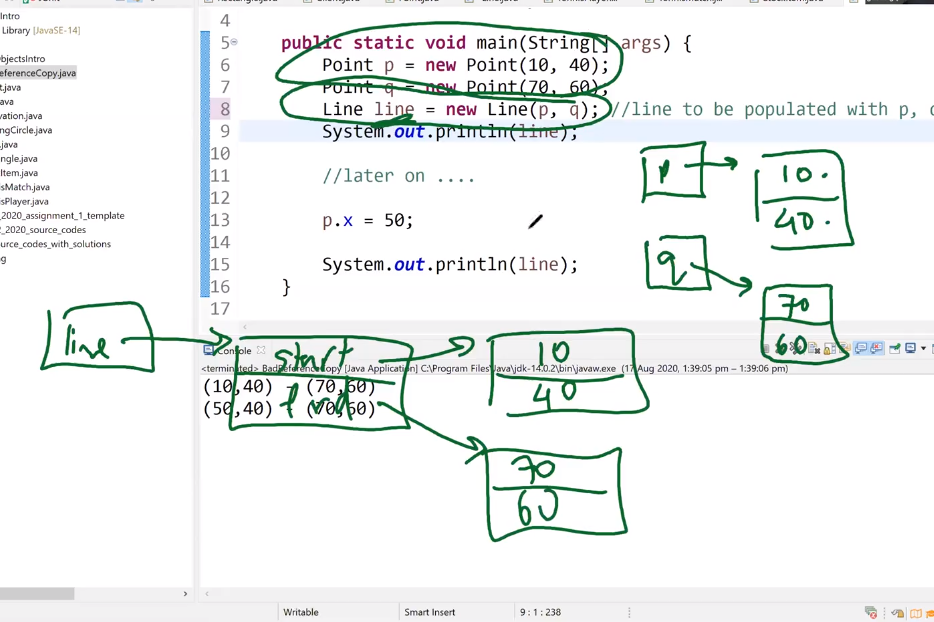 Intro
Library [JavaSE-14]
bjectsIntro
eferenceCopy.java
t.java
ava
vation.java
ngCircle.java
.java
ngle.java
Item.java
isMatch.java
isPlayer.java
_2020_assignment_1_template
2_2020_source_codes
ource_codes_with_solutions
ng
4
5 public static void main(String[] args) {
6 Point p = new Point(10, 40);
7 Point q = new Point(70, 60);
8 Line line = new Line(p, q); //line to be populated with p,
9 System.out.println(line);
10
11 //later on ....
12
13 p.x = 50;
14
15 System.out.println(line);
16 }
17
p
10.
40.
q
70
60
line
start
end
10
40
70
60
Console
<terminated> BadReferenceCopy [Java Application] C:\Program Files\Java\jdk-14.0.2\bin\javaw.exe (17 Aug 2020, 1:39:05 pm – 1:39:06 pm)
(10,40) - (70,60)
(50,40) - (70,60)
Writable
Smart Insert
9 : 1 : 238